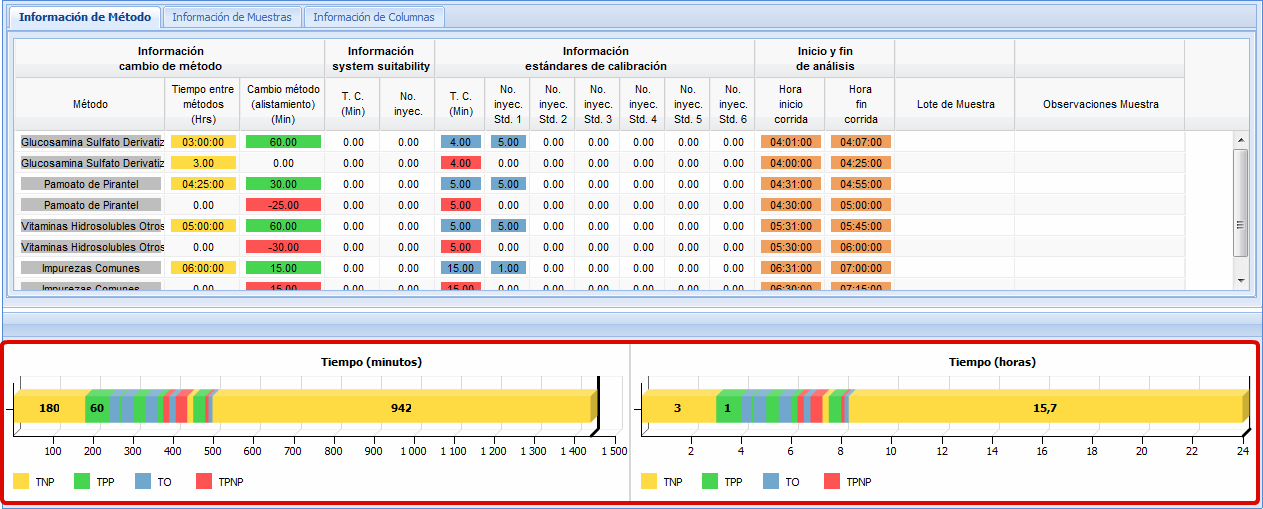 Información de Método Información de Muestras Información de Columnas
Información cambio de método Información system suitability Información estándares de calibración Inicio y fin de análisis
Método Tiempo entre métodos (Hrs) Cambio método (alistamiento) (Min) T. C. (Min) No. inyec. T. C. (Min) No. inyec. Std. 1 No. inyec. Std. 2 No. inyec. Std. 3 No. inyec. Std. 4 No. inyec. Std. 5 No. inyec. Std. 6 Hora inicio corrida Hora fin corrida Lote de Muestra Observaciones Muestra
Glucosamina Sulfato Derivatiz 03:00:00 60.00 0.00 0.00 4.00 5.00 0.00 0.00 0.00 0.00 0.00 04:01:00 04:07:00
Glucosamina Sulfato Derivatiz 3.00 0.00 0.00 0.00 4.00 0.00 0.00 0.00 0.00 0.00 0.00 04:00:00 04:25:00
Pamoato de Pirantel 04:25:00 30.00 0.00 0.00 5.00 5.00 0.00 0.00 0.00 0.00 0.00 04:31:00 04:55:00
Pamoato de Pirantel 0.00 -25.00 0.00 0.00 5.00 0.00 0.00 0.00 0.00 0.00 0.00 04:30:00 05:00:00
Vitaminas Hidrosolubles Otros 05:00:00 60.00 0.00 0.00 5.00 5.00 0.00 0.00 0.00 0.00 0.00 05:31:00 05:45:00
Vitaminas Hidrosolubles Otros 0.00 -30.00 0.00 0.00 5.00 0.00 0.00 0.00 0.00 0.00 0.00 05:30:00 06:00:00
Impurezas Comunes 06:00:00 15.00 0.00 0.00 15.00 1.00 0.00 0.00 0.00 0.00 0.00 06:31:00 07:00:00
Impurezas Comunes 0.00 15.00 0.00 0.00 15.00 0.00 0.00 0.00 0.00 0.00 0.00 06:30:00 07:15:00
Tiempo (minutos)
180 60 942
100 200 300 400 500 600 700 800 900 1 000 1 100 1 200 1 300 1 400 1 500
TNP TPP TO TPNP
Tiempo (horas)
3 1 15,7
2 4 6 8 10 12 14 16 18 20 22 24
TNP TPP TO TPNP